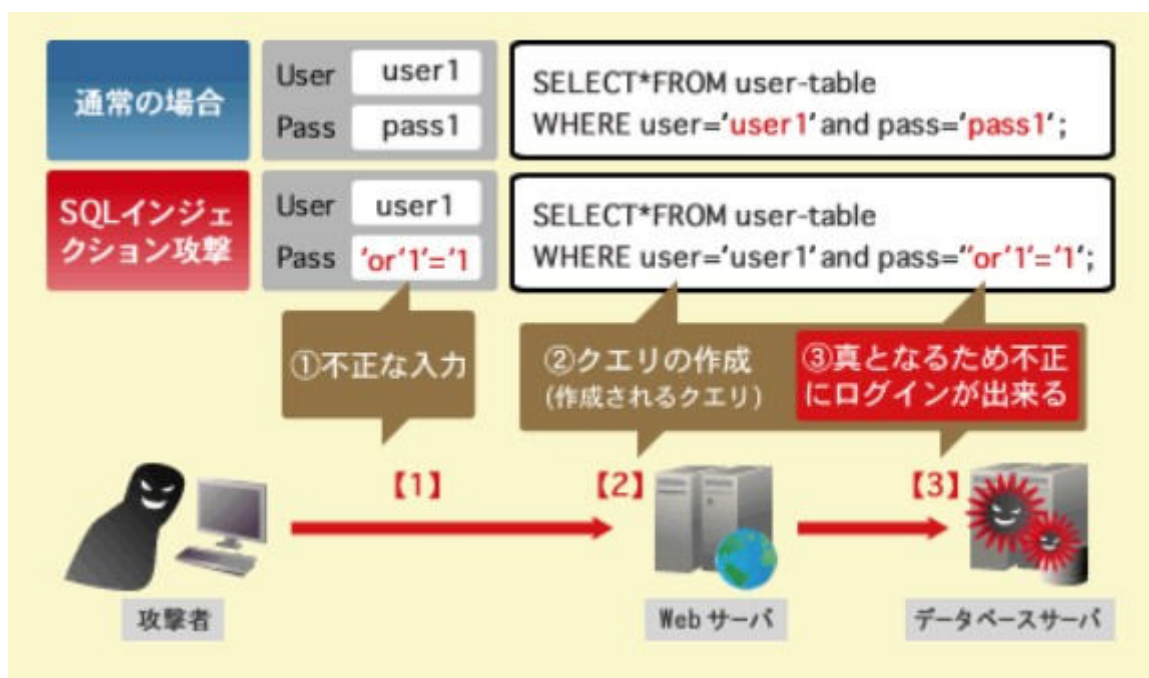 通常の場合
User user1
Pass pass1
SELECT*FROM user-table
WHERE user='user1'and pass='pass1';
SQLインジェ
クション攻撃
User user1
Pass 'or'1'='1
SELECT*FROM user-table
WHERE user='user1'and pass=''or'1'='1';
①不正な入力
②クエリの作成
(作成されるクエリ)
③真となるため不正
にログインが出来る
【1】
【2】
【3】
攻撃者
Webサーバ
データベースサーバ